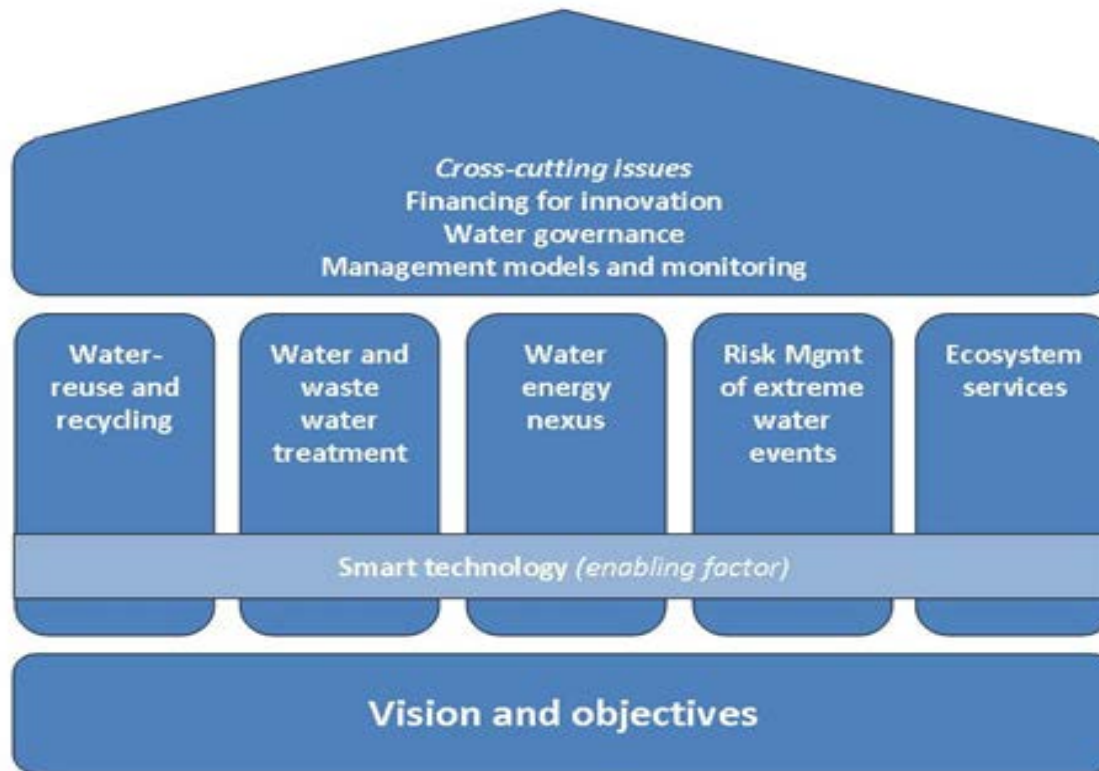 Cross-cutting issues
Financing for innovation
Water governance
Management models and monitoring
Water-
reuse and
recycling
Water and
waste
water
treatment
Water
energy
nexus
Risk Mgmt
of extreme
water
events
Ecosystem
services
Smart technology (enabling factor)
Vision and objectives